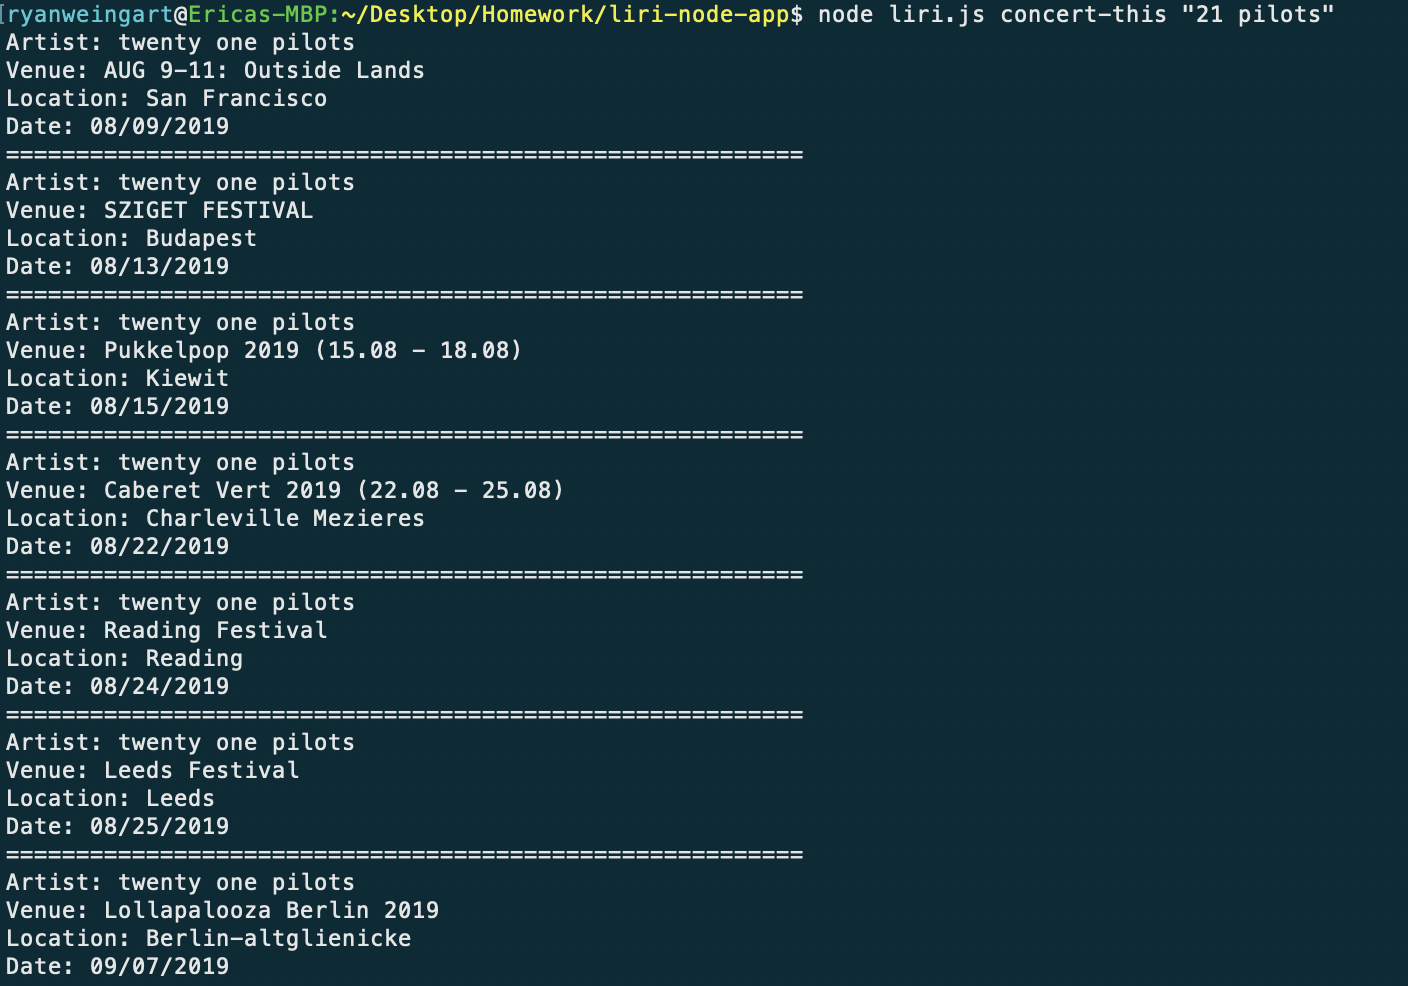 [ryanweingart@Ericas-MBP:~/Desktop/Homework/liri-node-app$ node liri.js concert-this "21 pilots"
Artist: twenty one pilots
Venue: AUG 9-11: Outside Lands
Location: San Francisco
Date: 08/09/2019
=========================================================
Artist: twenty one pilots
Venue: SZIGET FESTIVAL
Location: Budapest
Date: 08/13/2019
=========================================================
Artist: twenty one pilots
Venue: Pukkelpop 2019 (15.08 - 18.08)
Location: Kiewit
Date: 08/15/2019
=========================================================
Artist: twenty one pilots
Venue: Caberet Vert 2019 (22.08 - 25.08)
Location: Charleville Mezieres
Date: 08/22/2019
=========================================================
Artist: twenty one pilots
Venue: Reading Festival
Location: Reading
Date: 08/24/2019
=========================================================
Artist: twenty one pilots
Venue: Leeds Festival
Location: Leeds
Date: 08/25/2019
=========================================================
Artist: twenty one pilots
Venue: Lollapalooza Berlin 2019
Location: Berlin-altglienicke
Date: 09/07/2019